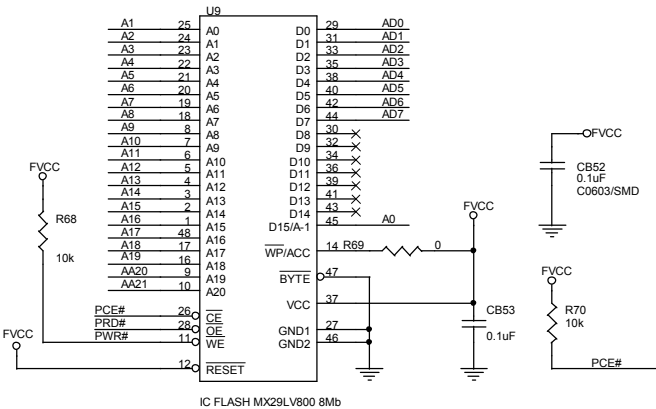 U9
A1 25 A0 D0 29 AD0
A2 24 A1 D1 31 AD1
A3 23 A2 D2 33 AD2
A4 22 A3 D3 35 AD3
A5 21 A4 D4 38 AD4
A6 20 A5 D5 40 AD5
A7 19 A6 D6 42 AD6
A8 18 A7 D7 44 AD7
A9 8 A8 D8 30
A10 7 A9 D9 32
A11 6 A10 D10 34
A12 5 A11 D11 36
A13 4 A12 D12 39
A14 3 A13 D13 41
A15 2 A14 D14 43
A16 1 A15 D15/A-1 45 A0
A17 48 A16
A18 17 A17 WP/ACC 14 R69 0
A19 16 A18
AA20 9 A19 BYTE 47
AA21 10 A20
VCC 37
PCE# 26 CE
PRD# 28 OE GND1 27
PWR# 11 WE GND2 46
12 RESET
FVCC
R68
10k
FVCC
FVCC
CB53
0.1uF
FVCC
CB52
0.1uF
C0603/SMD
FVCC
R70
10k
PCE#
IC FLASH MX29LV800 8Mb